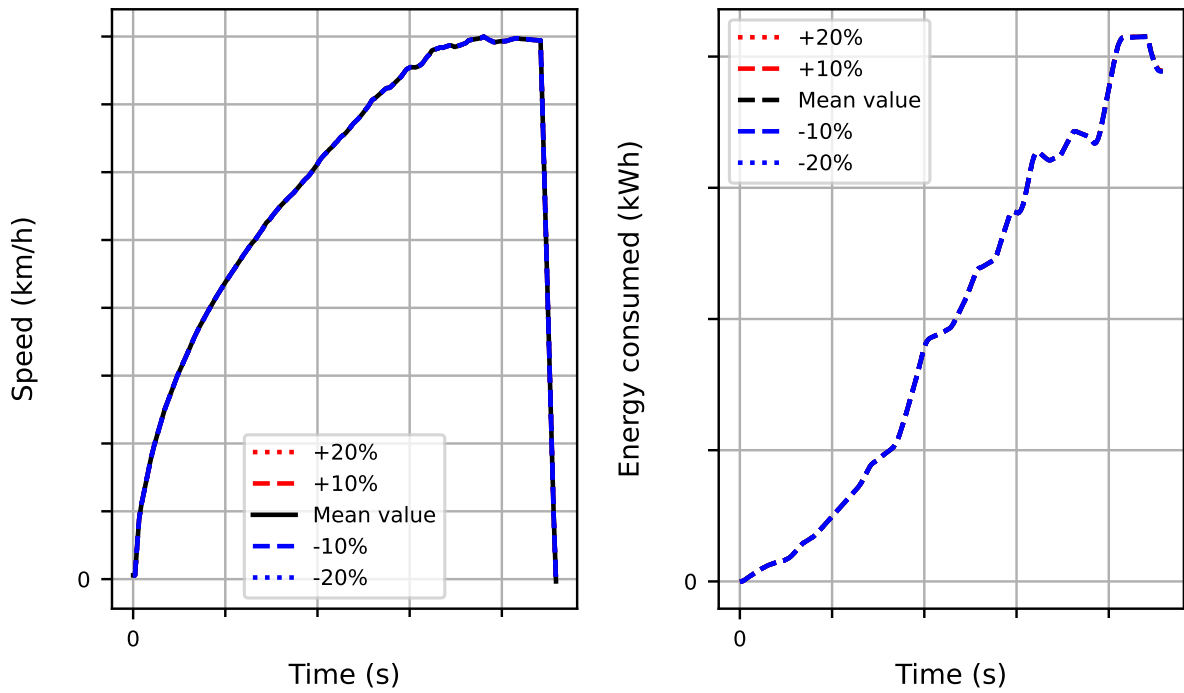 Speed (km/h)
0
0
Time (s)
+20%
+10%
Mean value
-10%
-20%
Energy consumed (kWh)
0
0
Time (s)
+20%
+10%
Mean value
-10%
-20%